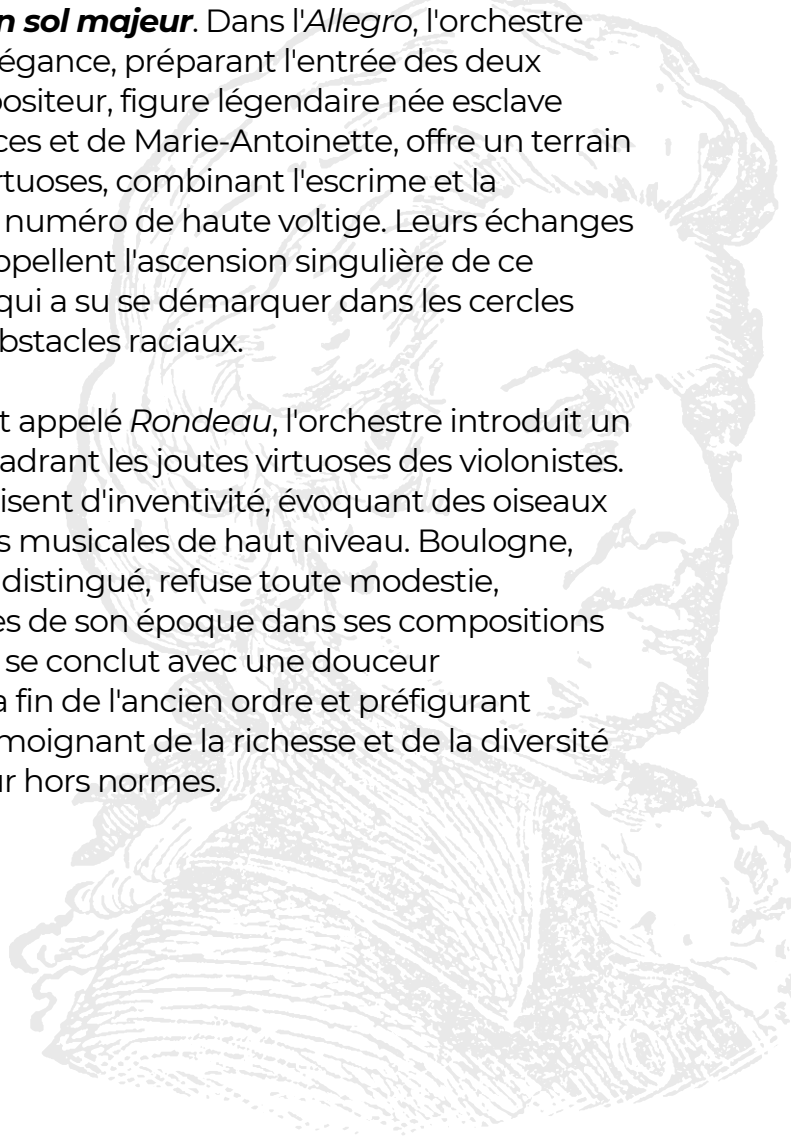 n sol majeur. Dans l'Allegro, l'orchestre
égance, préparant l'entrée des deux
ositeur, figure légendaire née esclave
ces et de Marie-Antoinette, offre un terrain
rtuoses, combinant l'escrime et la
numéro de haute voltige. Leurs échanges
ppellent l'ascension singulière de ce
qui a su se démarquer dans les cercles
bstacles raciaux.
t appelé Rondeau, l'orchestre introduit un
adrant les joutes virtuoses des violonistes.
isent d'inventivité, évoquant des oiseaux
s musicales de haut niveau. Boulogne,
distingué, refuse toute modestie,
es de son époque dans ses compositions
se conclut avec une douceur
a fin de l'ancien ordre et préfigurant
moignant de la richesse et de la diversité
ur hors normes.